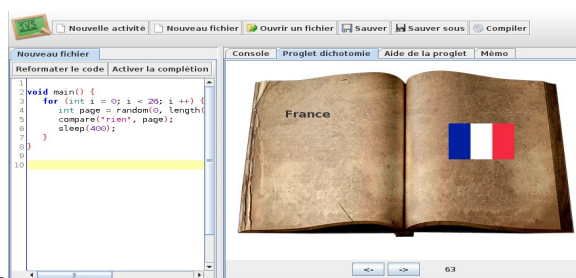 Nouvelle activité Nouveau fichier Ouvrir un fichier Sauver Sauver sous Compiler
Nouveau fichier
Reformater le code Activer la complétion
1
2 void main() {
3 for (int i = 0; i < 26; i ++) {
4 int page = random(0, length(
5 compare("rien", page);
6 sleep(400);
7 }
8 }
9
10
Console Proglet dichotomie Aide de la proglet Mémo
France
<- -> 63